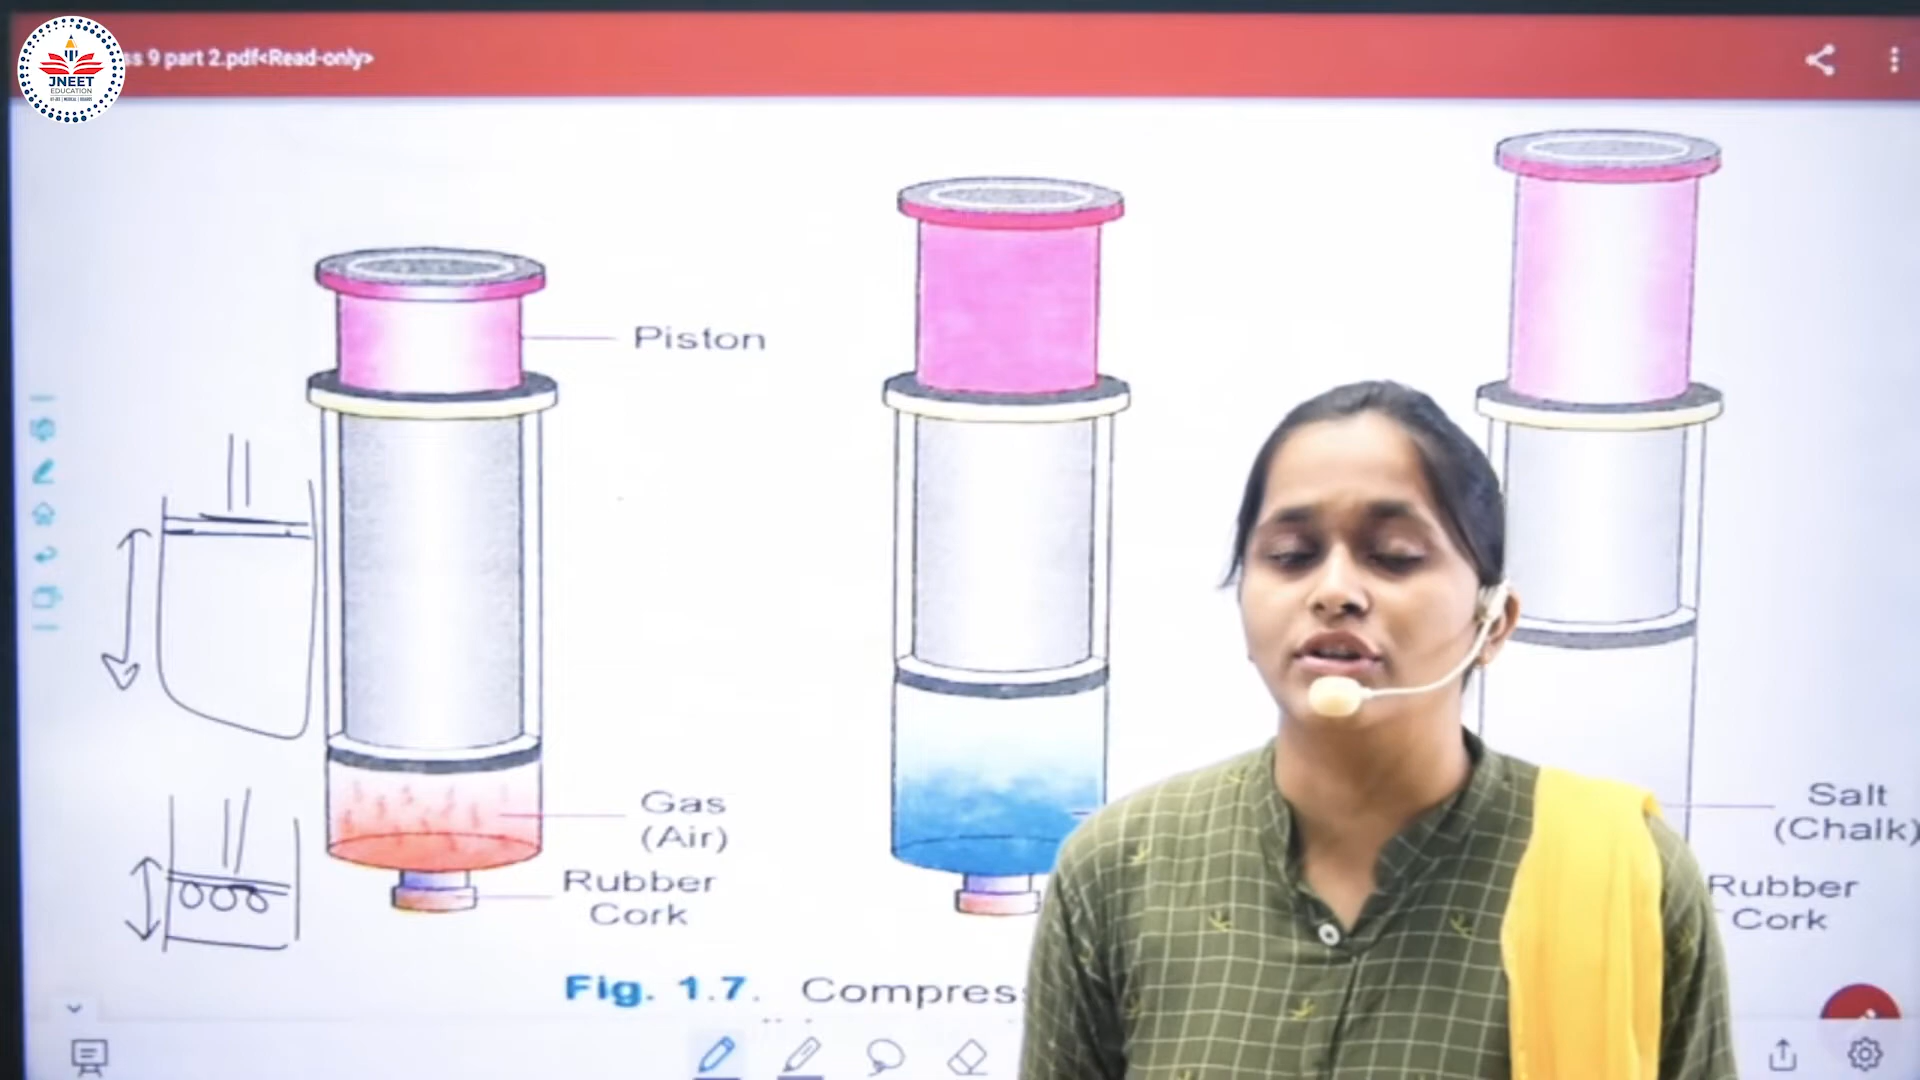 JNEET
EDUCATION
ss 9 part 2.pdf<Read-only>
Piston
Gas
(Air)
Rubber
Cork
Salt
(Chalk)
Rubber
Cork
Fig. 1.7. Compres